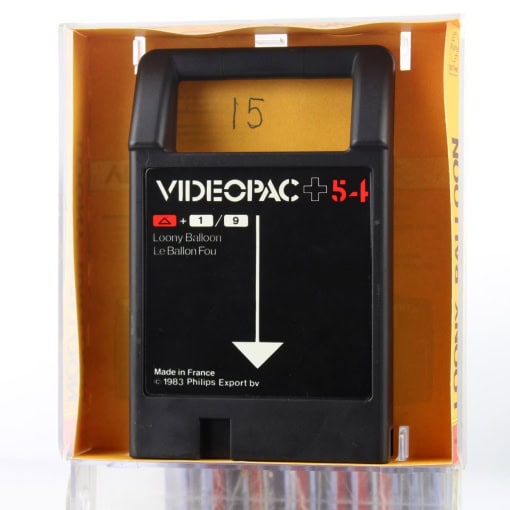 15
VIDEOPAC + 54
+ 1 / 9
Loony Balloon
Le Ballon Fou
Made in France
© 1983 Philips Export bv
LOONY BALLOON